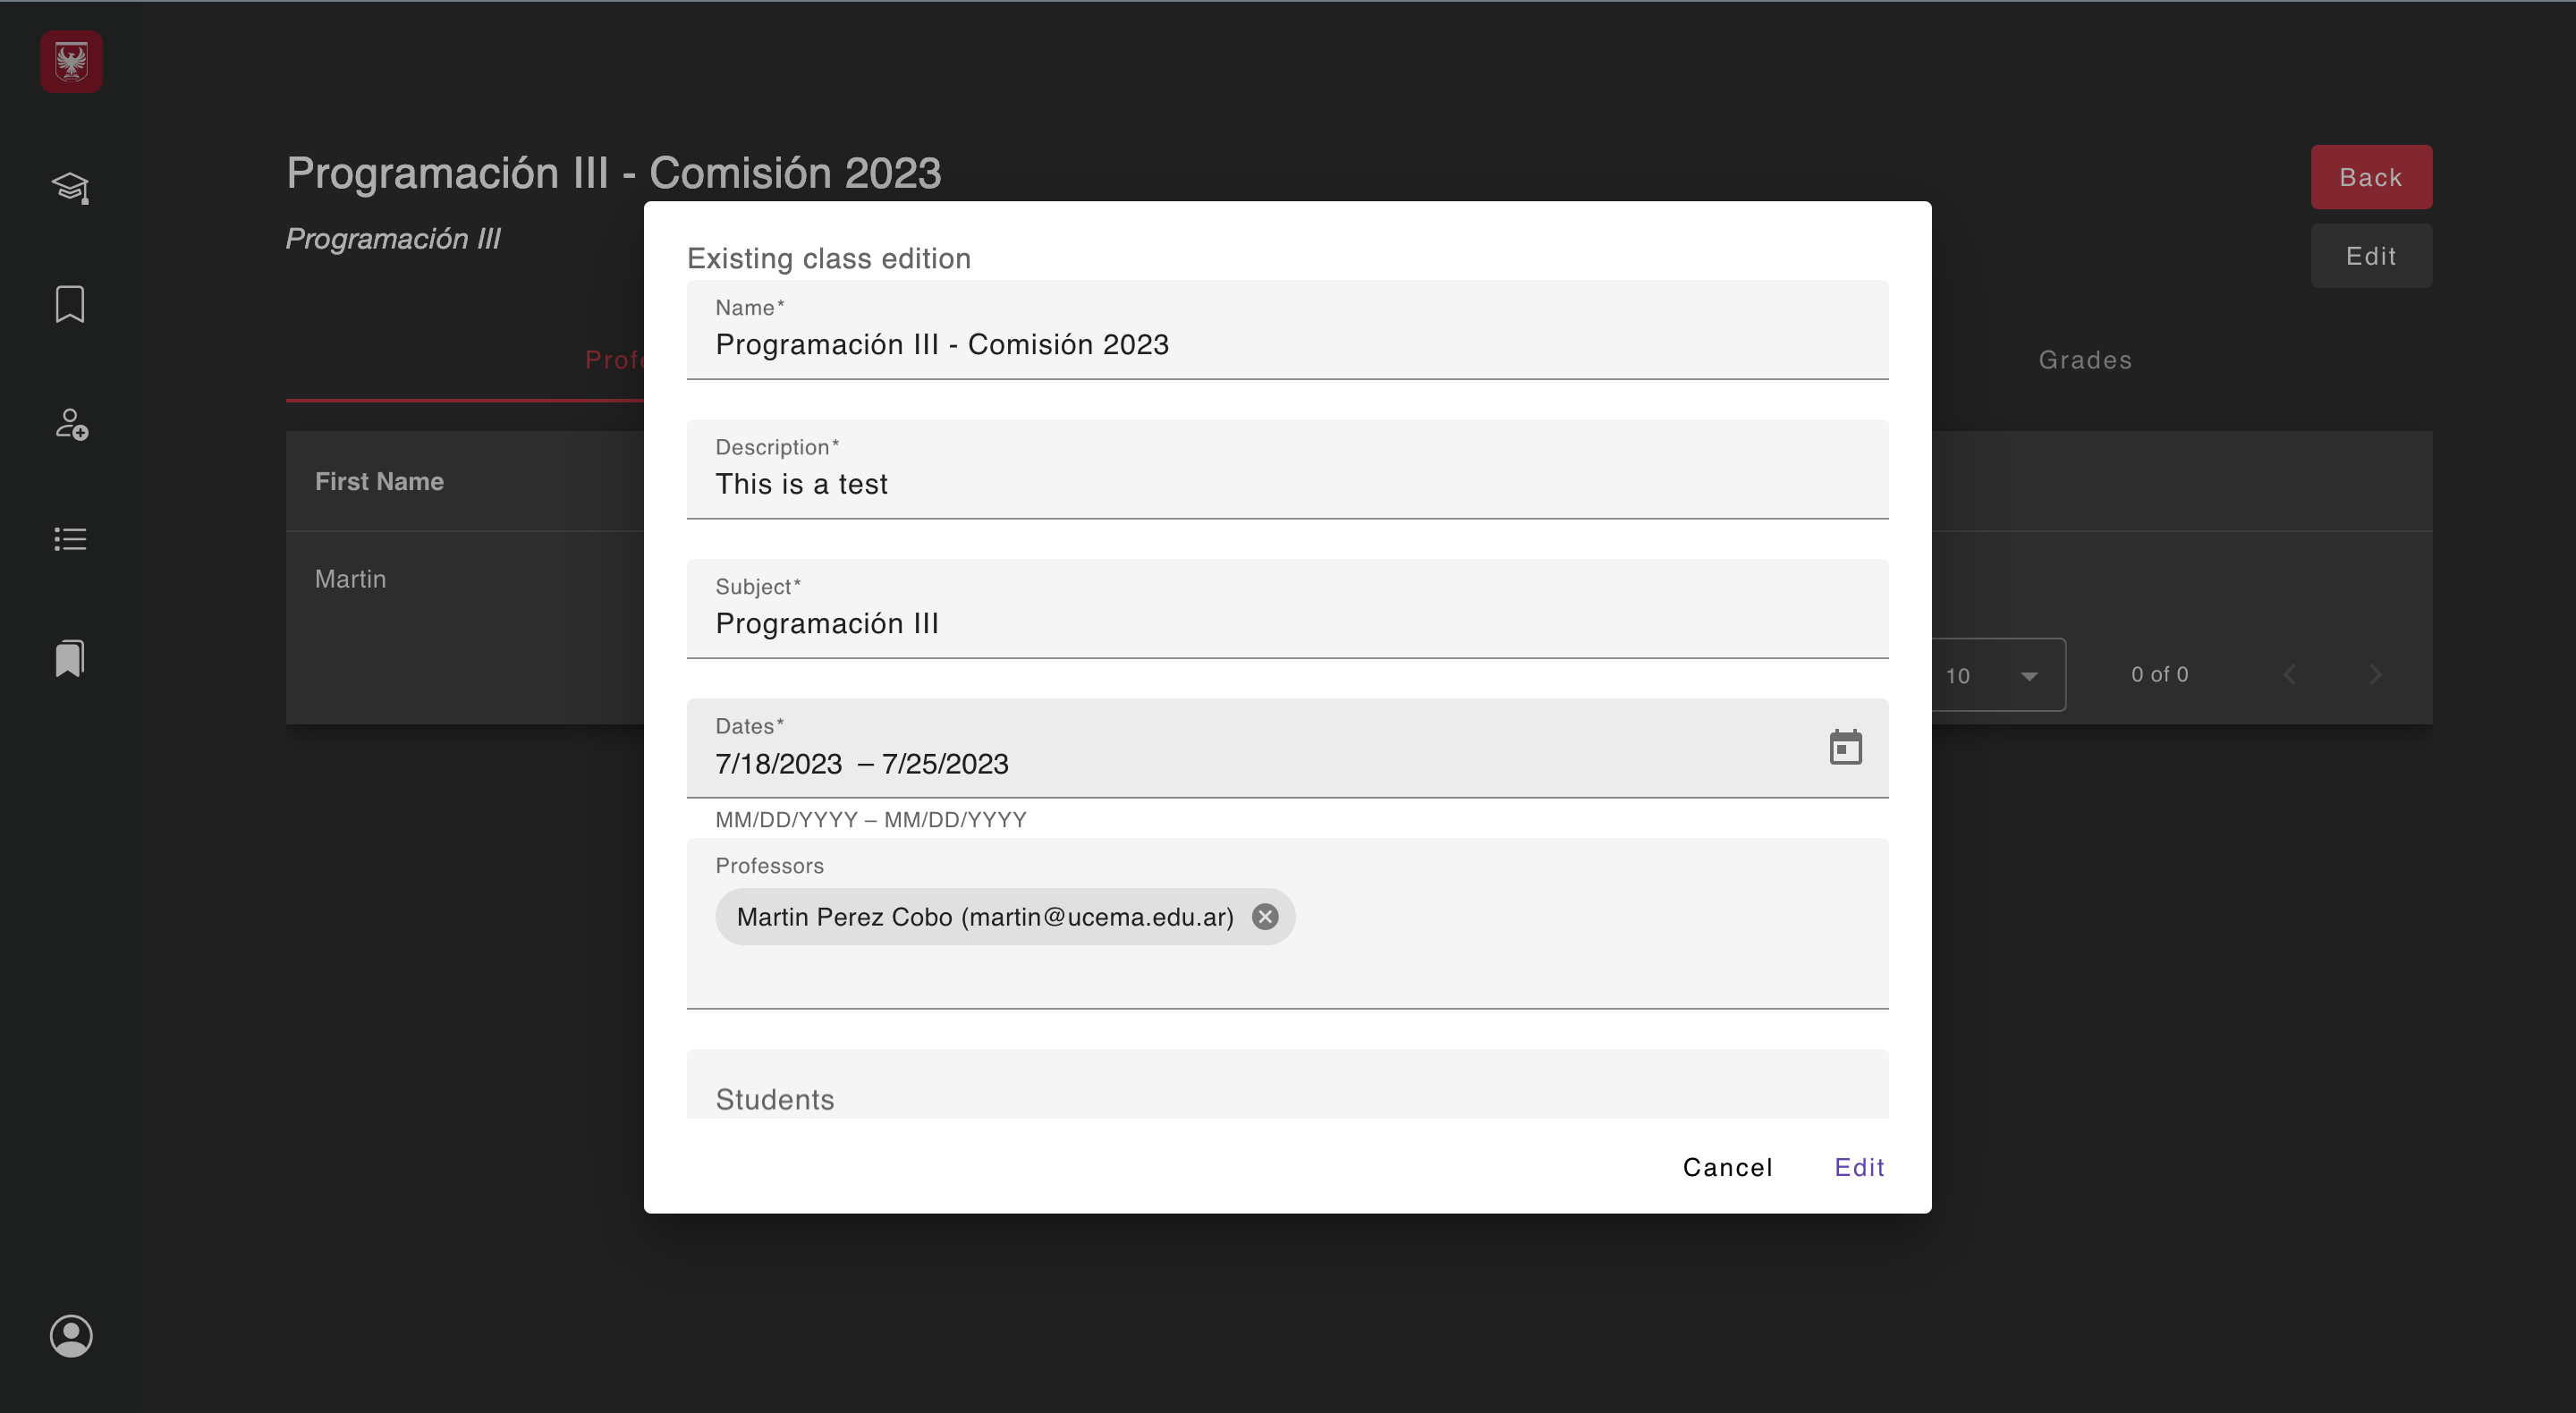 Programación III - Comisión 2023
Back
Programación III
Edit
Existing class edition
Name*
Programación III - Comisión 2023
Grades
Description*
This is a test
First Name
Subject*
Programación III
Martin
10
0 of 0
Dates*
7/18/2023 – 7/25/2023
MM/DD/YYYY – MM/DD/YYYY
Professors
Martin Perez Cobo (martin@ucema.edu.ar)
Students
Cancel
Edit